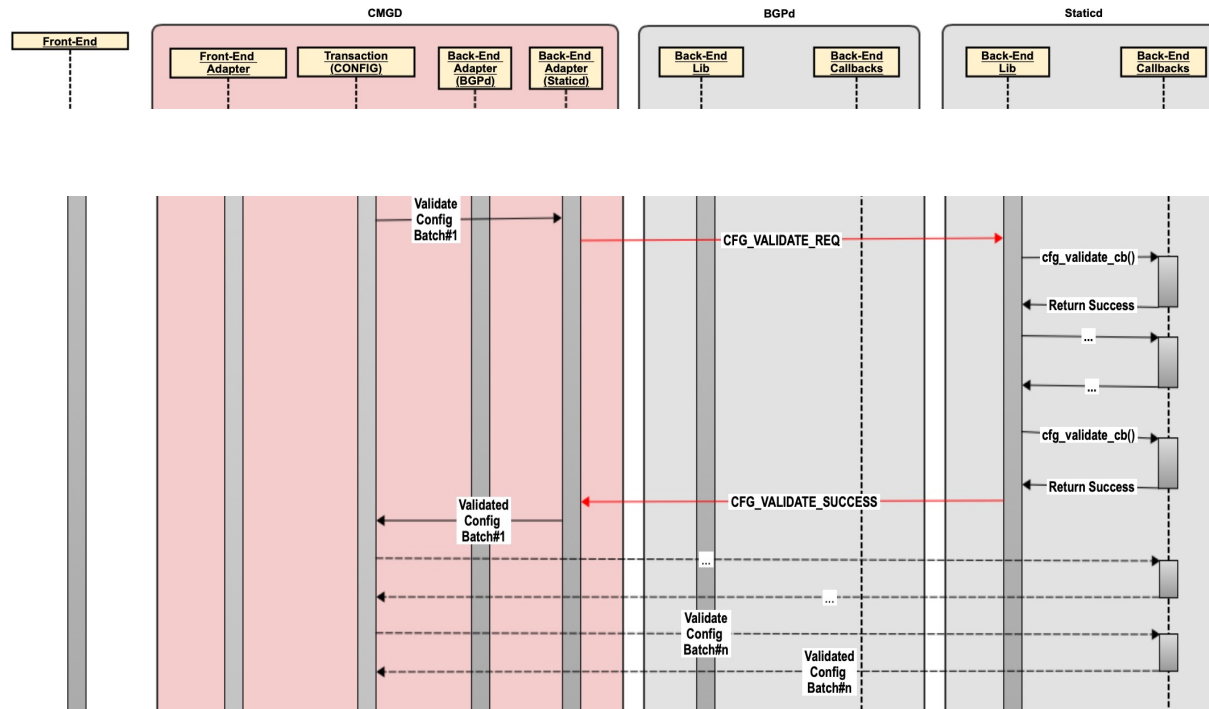 CMGD
BGPd
Staticd
Front-End
Front-End
Adapter
Transaction
(CONFIG)
Back-End
Adapter
(BGPd)
Back-End
Adapter
(Staticd)
Back-End
Lib
Back-End
Callbacks
Back-End
Lib
Back-End
Callbacks
Validate
Config
Batch#1
CFG_VALIDATE_REQ
cfg_validate_cb()
Return Success
...
...
cfg_validate_cb()
Return Success
CFG_VALIDATE_SUCCESS
Validated
Config
Batch#1
...
...
Validate
Config
Batch#n
Validated
Config
Batch#n